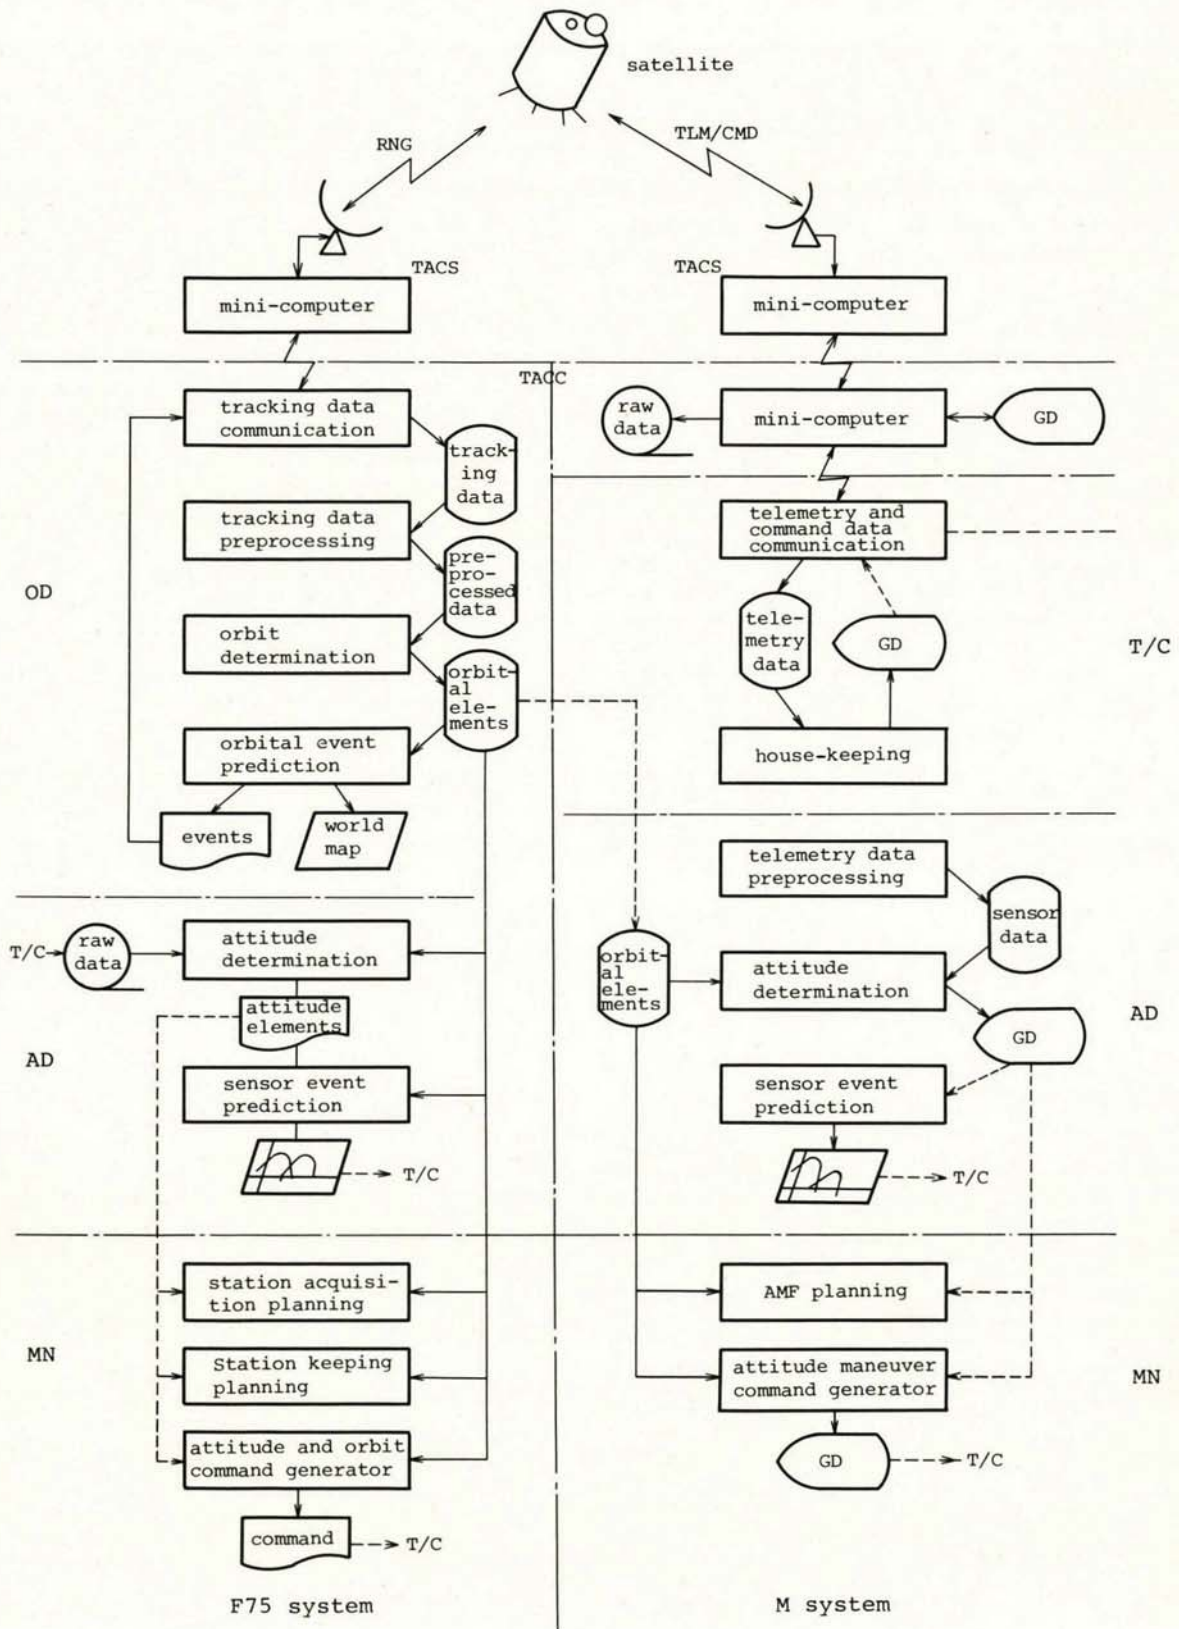 satellite
RNG
TLM/CMD
TACS
TACS
mini-computer
mini-computer
TACC
tracking data
communication
track-
ing
data
tracking data
preprocessing
pre-
pro-
cessed
data
OD
orbit
determination
orbit-
al
ele-
ments
orbital event
prediction
events
world
map
raw
data
mini-computer
GD
telemetry and
command data
communication
tele-
metry
data
GD
T/C
house-keeping
T/C
raw
data
attitude
determination
attitude
elements
AD
sensor event
prediction
T/C
telemetry data
preprocessing
sensor
data
orbit-
al
ele-
ments
attitude
determination
AD
GD
sensor event
prediction
T/C
station acquisi-
tion planning
MN
Station keeping
planning
attitude and orbit
command generator
command
T/C
AMF planning
attitude maneuver
command generator
MN
GD
T/C
F75 system
M system